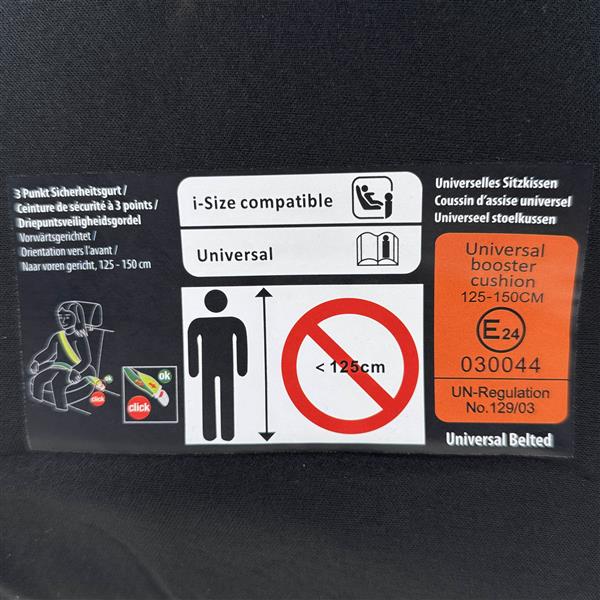 3 Punkt Sicherheitsgurt /
Ceinture de sécurité à 3 points /
Driepuntsveiligheidsgordel
Vorwärtsgerichtet /
Orientation vers l'avant /
Naar voren gericht, 125 - 150 cm
ok
click
ok
click
i-Size compatible
Universal
< 125cm
Universelles Sitzkissen
Coussin d'assise universel
Universeel stoelkussen
Universal
booster
cushion
125-150CM
E24
030044
UN-Regulation
No.129/03
Universal Belted